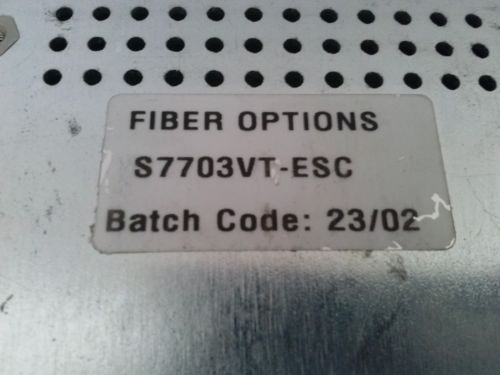 FIBER OPTIONS
S7703VT-ESC
Batch Code: 23/02